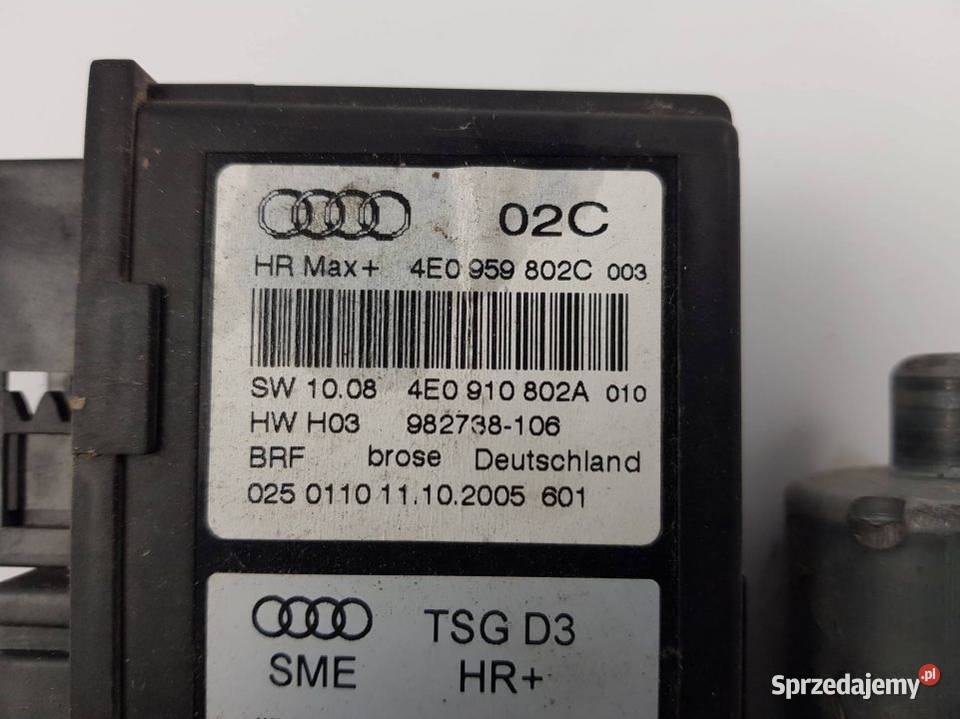 02C
HR Max+ 4E0 959 802C 003
SW 10.08 4E0 910 802A 010
HW H03 982738-106
BRF brose Deutschland
025 0110 11.10.2005 601
TSG D3
SME HR+
Sprzedajemy.pl